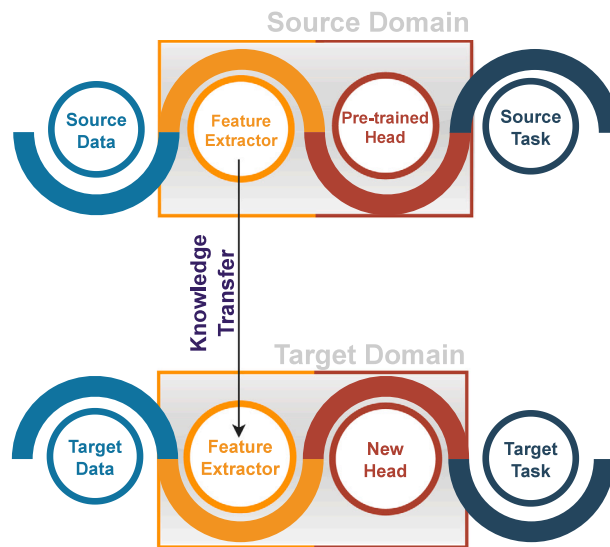 Source Domain
Source
Data
Feature
Extractor
Pre-trained
Head
Source
Task
Knowledge
Transfer
Target Domain
Target
Data
Feature
Extractor
New
Head
Target
Task